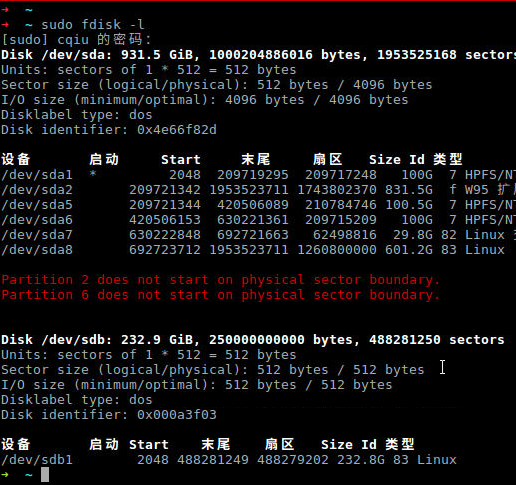 ➜ ~
➜ ~ sudo fdisk -l
[sudo] cqiu 的密码:
Disk /dev/sda: 931.5 GiB, 1000204886016 bytes, 1953525168 sectors
Units: sectors of 1 * 512 = 512 bytes
Sector size (logical/physical): 512 bytes / 4096 bytes
I/O size (minimum/optimal): 4096 bytes / 4096 bytes
Disklabel type: dos
Disk identifier: 0x4e66f82d
设备 启动 Start 末尾 扇区 Size Id 类型
/dev/sda1 * 2048 209719295 209717248 100G 7 HPFS/NT
/dev/sda2 209721342 1953523711 1743802370 831.5G f W95 扩
/dev/sda5 209721344 420506089 210784746 100.5G 7 HPFS/NT
/dev/sda6 420506153 630221361 209715209 100G 7 HPFS/NT
/dev/sda7 630222848 692721663 62498816 29.8G 82 Linux
/dev/sda8 692723712 1953523711 1260800000 601.2G 83 Linux
Partition 2 does not start on physical sector boundary.
Partition 6 does not start on physical sector boundary.
Disk /dev/sdb: 232.9 GiB, 250000000000 bytes, 488281250 sectors
Units: sectors of 1 * 512 = 512 bytes
Sector size (logical/physical): 512 bytes / 512 bytes
I/O size (minimum/optimal): 512 bytes / 512 bytes
Disklabel type: dos
Disk identifier: 0x000a3f03
设备 启动 Start 末尾 扇区 Size Id 类型
/dev/sdb1 2048 488281249 488279202 232.8G 83 Linux
➜ ~